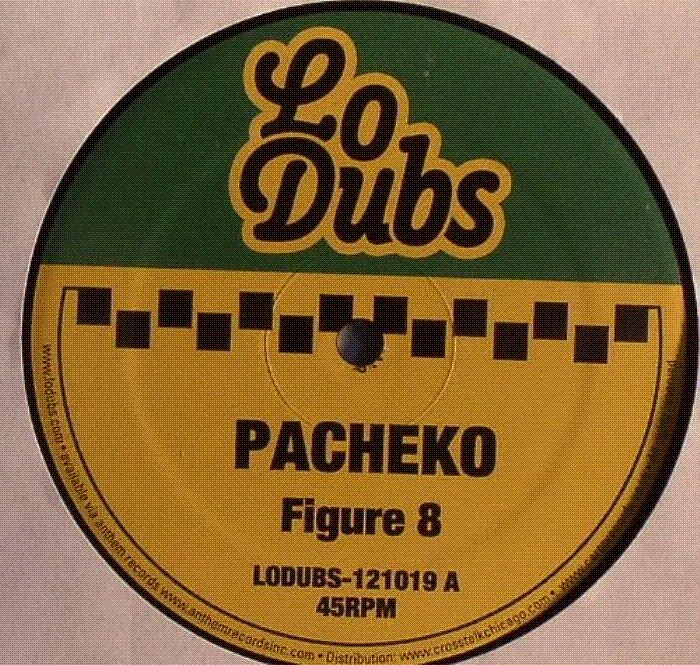 Lo
Dubs
PACHEKO
Figure 8
LODUBS-121019 A
45RPM
www.lodubs.com • available via anthem records www.anthemrecordsinc.com • Distribution: www.crosstalkchicago.com •